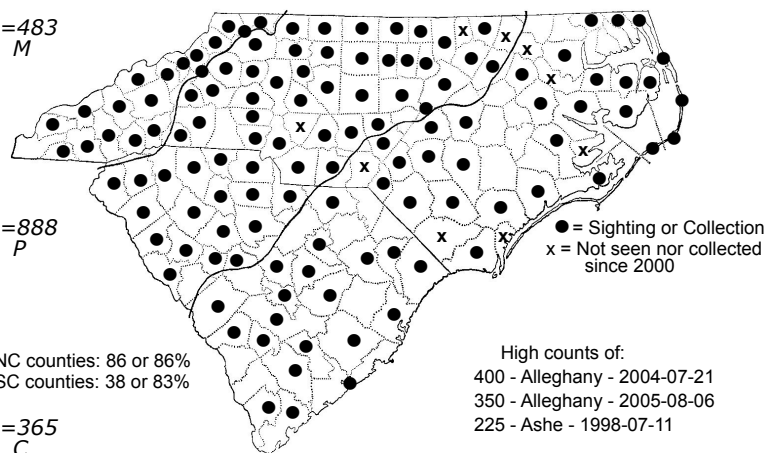 =483
M
=888
P
● = Sighting or Collection
x = Not seen nor collected
since 2000
NC counties: 86 or 86%
SC counties: 38 or 83%
High counts of:
400 - Alleghany - 2004-07-21
350 - Alleghany - 2005-08-06
225 - Ashe - 1998-07-11
=365
C